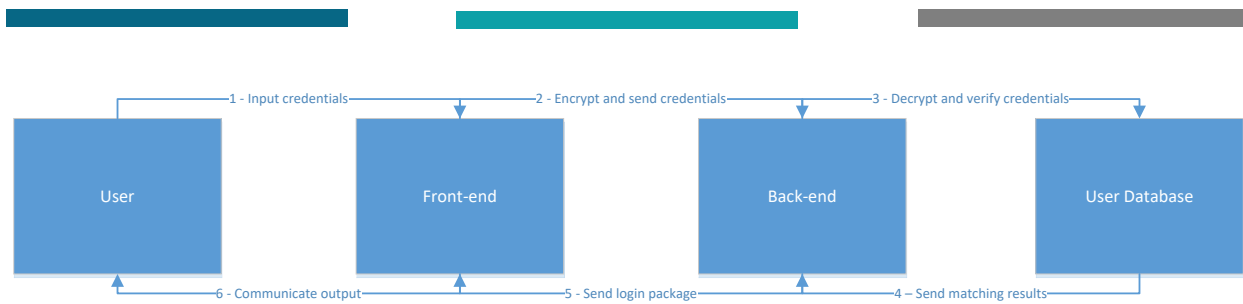 1 - Input credentials
2 - Encrypt and send credentials
3 - Decrypt and verify credentials
User
Front-end
Back-end
User Database
6 - Communicate output
5 - Send login package
4 – Send matching results